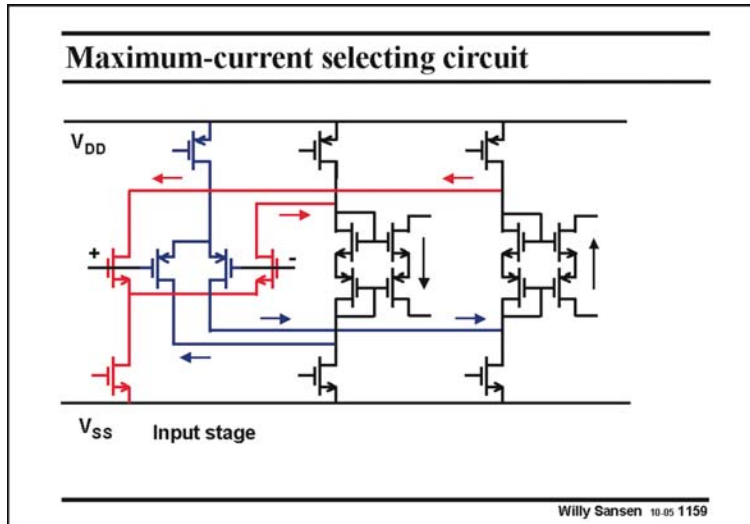 Maximum-current selecting circuit
VDD
+
-
VSS
Input stage
Willy Sansen 10-05 1159